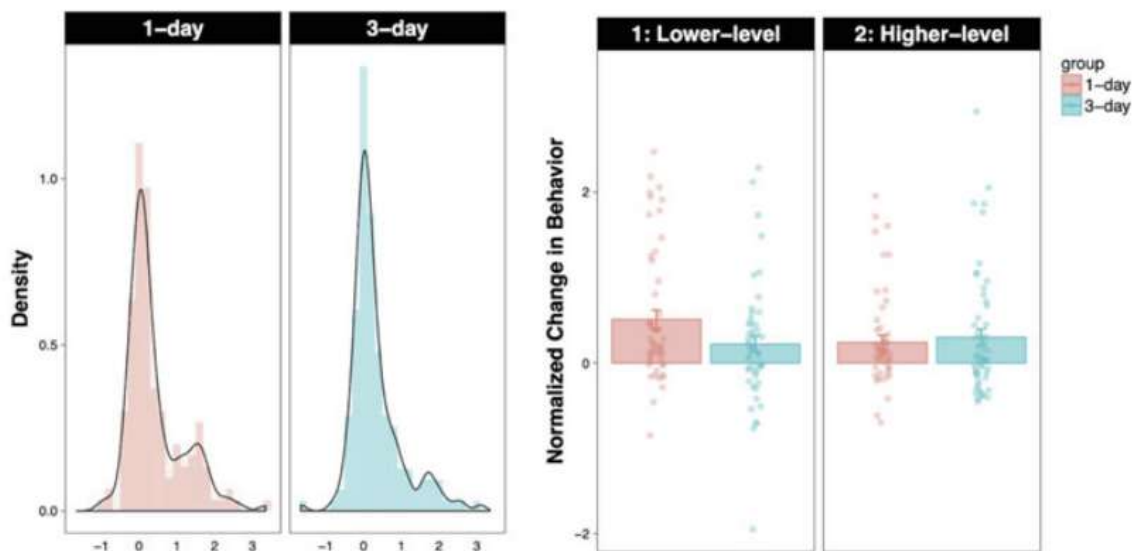 1-day 3-day
Density
1.0
0.5
0.0
-1 0 1 2 3
-1 0 1 2 3
1: Lower-level 2: Higher-level
Normalized Change in Behavior
2
0
-2
group
1-day
3-day